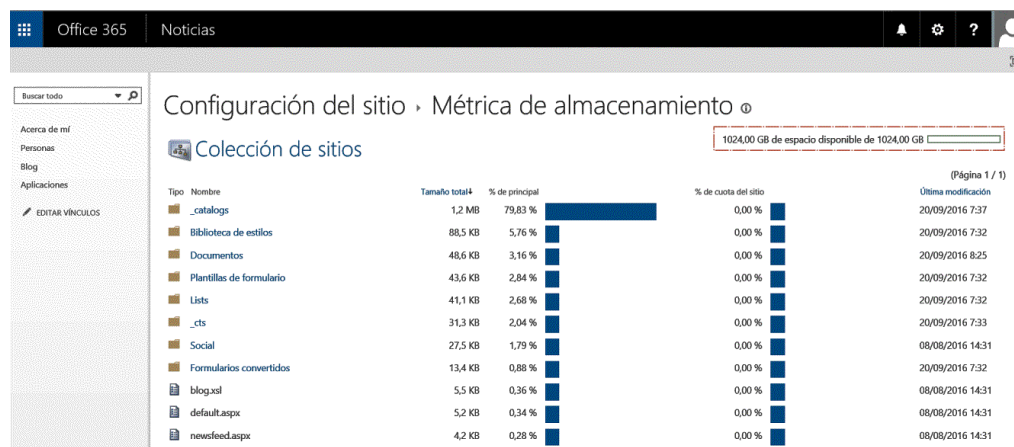 Office 365 Noticias ?
Buscar todo
Acerca de mí
Personas
Blog
Aplicaciones
EDITAR VÍNCULOS
Configuración del sitio › Métrica de almacenamiento
1024,00 GB de espacio disponible de 1024,00 GB
Colección de sitios
(Página 1 / 1)
Tipo Nombre Tamaño total↓ % de principal % de cuota del sitio Última modificación
_catalogs 1,2 MB 79,83 % 0,00 % 20/09/2016 7:37
Biblioteca de estilos 88,5 KB 5,76 % 0,00 % 20/09/2016 7:32
Documentos 48,6 KB 3,16 % 0,00 % 20/09/2016 8:25
Plantillas de formulario 43,6 KB 2,84 % 0,00 % 20/09/2016 7:32
Lists 41,1 KB 2,68 % 0,00 % 20/09/2016 7:32
_cts 31,3 KB 2,04 % 0,00 % 20/09/2016 7:33
Social 27,5 KB 1,79 % 0,00 % 08/08/2016 14:31
Formularios convertidos 13,4 KB 0,88 % 0,00 % 20/09/2016 7:32
blog.xsl 5,5 KB 0,36 % 0,00 % 08/08/2016 14:31
default.aspx 5,2 KB 0,34 % 0,00 % 08/08/2016 14:31
newsfeed.aspx 4,2 KB 0,28 % 0,00 % 08/08/2016 14:31